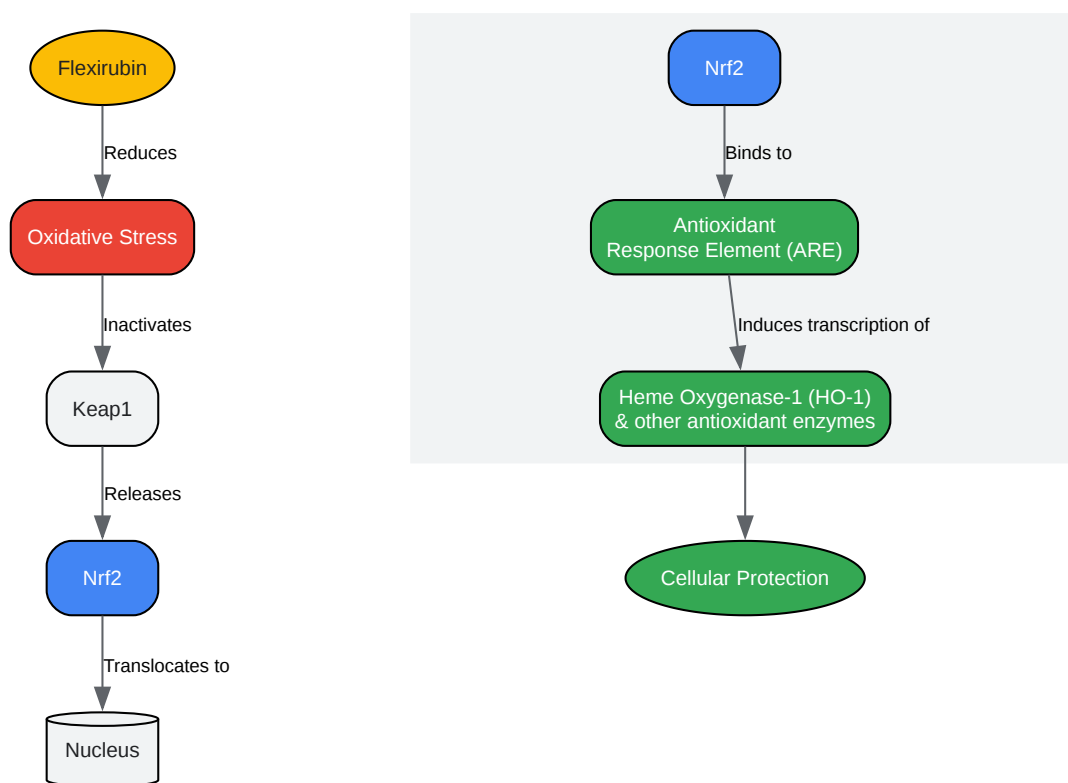 Flexirubin
Reduces
Oxidative Stress
Inactivates
Keap1
Releases
Nrf2
Translocates to
Nucleus
Nrf2
Binds to
Antioxidant
Response Element (ARE)
Induces transcription of
Heme Oxygenase-1 (HO-1)
& other antioxidant enzymes
Cellular Protection